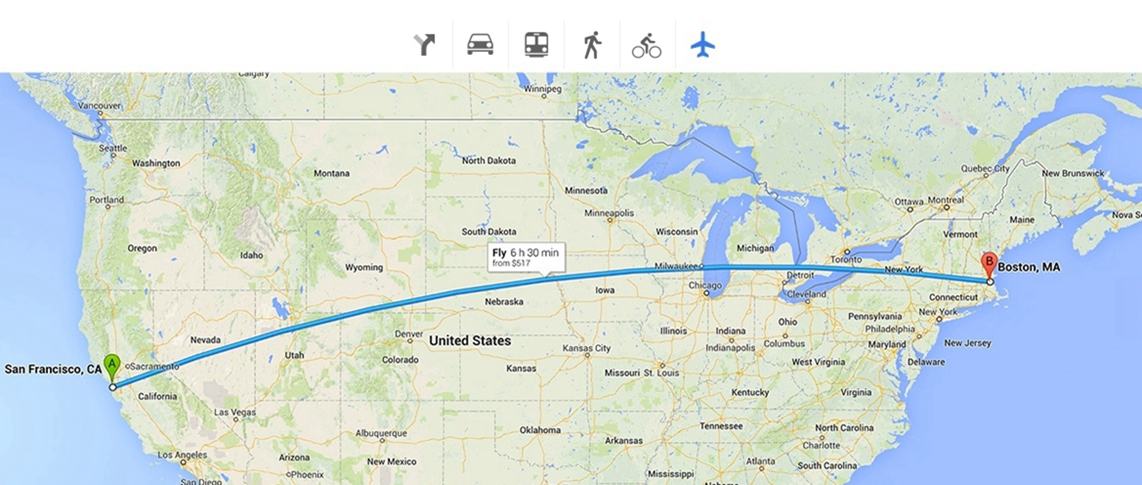 Calgary
Winnipeg
Vancouver
Seattle
Washington
North Dakota
Montana
Quebec City
New Brunswick
Minnesota
Portland
Ottawa
Montreal
Minneapolis
Maine
Nova S
South Dakota
Wisconsin
Vermont
Oregon
Michigan
Idaho
Fly 6 h 30 min
from $517
Toronto
Wyoming
Milwaukee
New York
B
Boston, MA
Detroit
Chicago
Iowa
Cleveland
Connecticut
Nebraska
New York
Pennsylvania
Ohio
Philadelphia
Illinois
Indiana
Denver
Nevada
United States
Columbus
Maryland
New Jersey
Kansas City
Indianapolis
Utah
Colorado
A
San Francisco, CA
Sacramento
Kansas
Missouri
St. Louis
West Virginia
Delaware
California
Kentucky
Virginia
Las Vegas
Tennessee
North Carolina
Albuquerque
Oklahoma
Arkansas
Charlotte
Los Angeles
Arizona
New Mexico
Atlanta
South Carolina
Phoenix
Mississippi
San Diego
Alabama